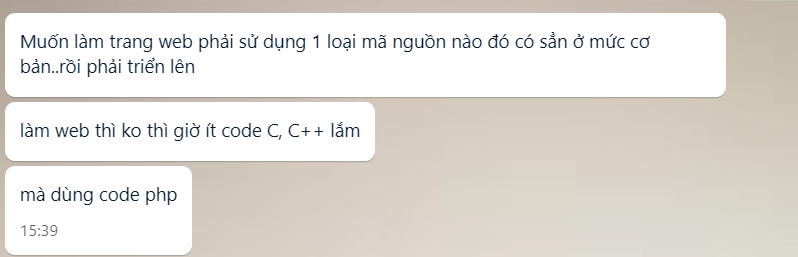 Muốn làm trang web phải sử dụng 1 loại mã nguồn nào đó có sẳn ở mức cơ
bản..rồi phải triển lên
làm web thì ko thì giờ ít code C, C++ lắm
mà dùng code php
15:39